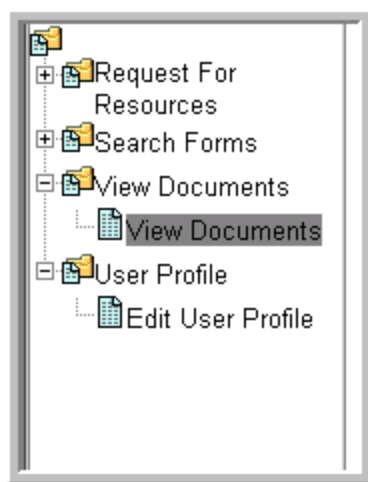 Request For
Resources
Search Forms
View Documents
View Documents
User Profile
Edit User Profile